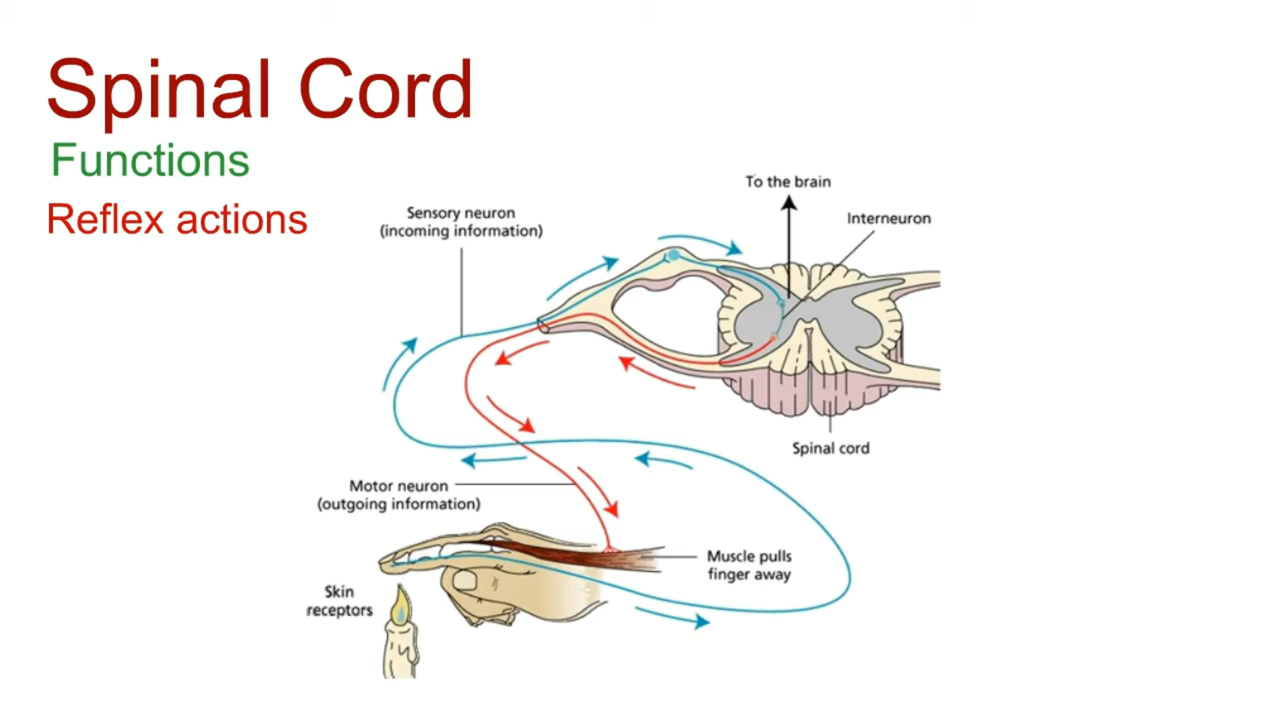 Spinal Cord
Functions
Reflex actions
To the brain
Interneuron
Sensory neuron
(incoming information)
Spinal cord
Motor neuron
(outgoing information)
Muscle pulls
finger away
Skin
receptors